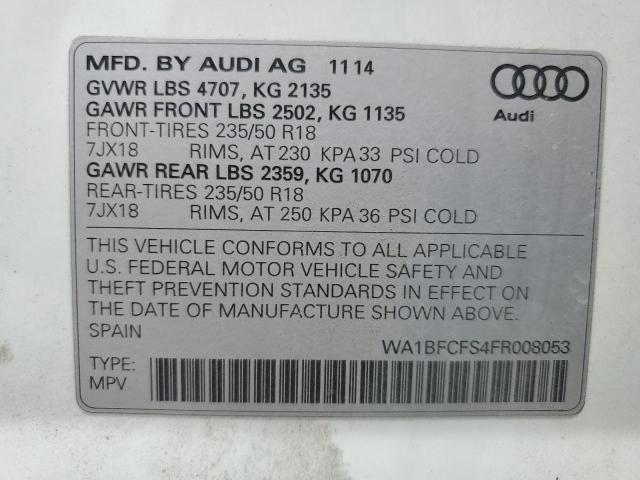 MFD. BY AUDI AG 11 14
GVWR LBS 4707, KG 2135
GAWR FRONT LBS 2502, KG 1135
FRONT-TIRES 235/50 R18
7JX18 RIMS, AT 230 KPA 33 PSI COLD
GAWR REAR LBS 2359, KG 1070
REAR-TIRES 235/50 R18
7JX18 RIMS, AT 250 KPA 36 PSI COLD
Audi
THIS VEHICLE CONFORMS TO ALL APPLICABLE
U.S. FEDERAL MOTOR VEHICLE SAFETY AND
THEFT PREVENTION STANDARDS IN EFFECT ON
THE DATE OF MANUFACTURE SHOWN ABOVE.
SPAIN
WA1BFCFS4FR008053
TYPE:
MPV